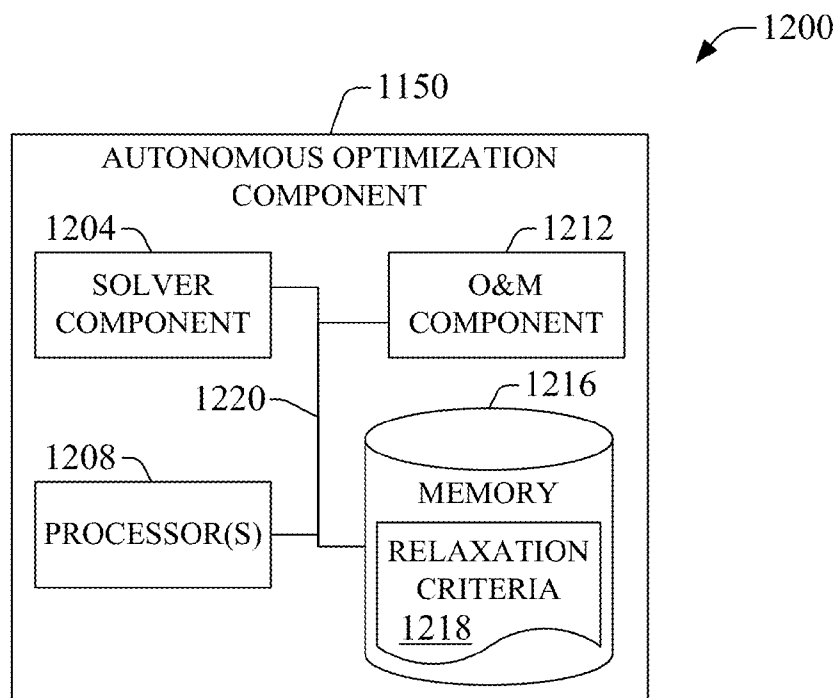 1200
1150
AUTONOMOUS OPTIMIZATION
COMPONENT
1204
SOLVER
COMPONENT
1212
O&M
COMPONENT
1220
1216
1208
PROCESSOR(S)
MEMORY
RELAXATION
CRITERIA
1218